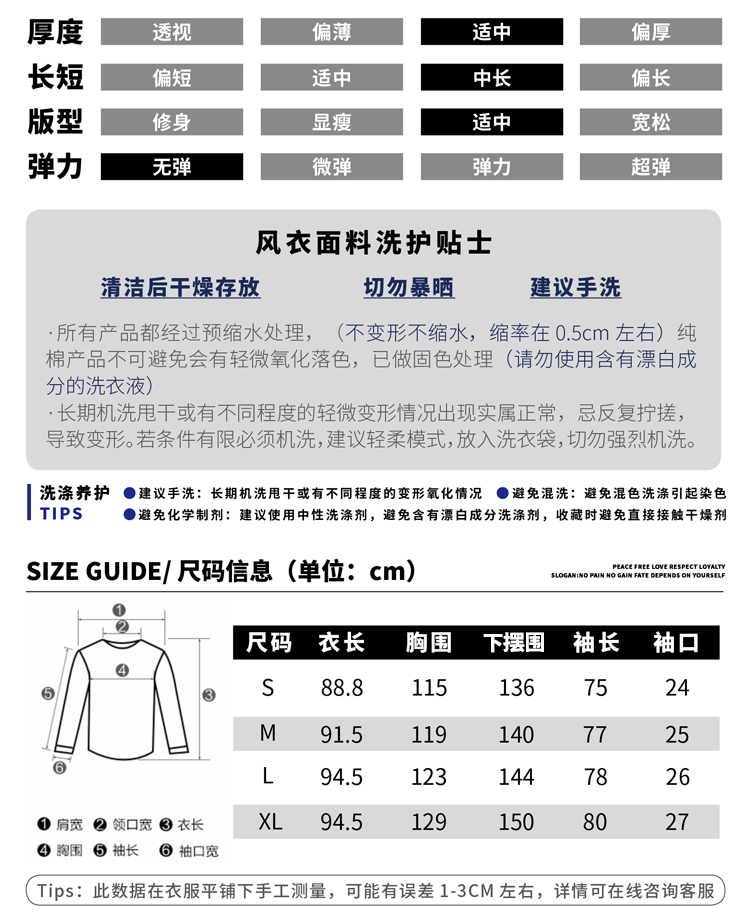 厚度 透视 偏薄 适中 偏厚
长短 偏短 适中 中长 偏长
版型 修身 显瘦 适中 宽松
弹力 无弹 微弹 弹力 超弹
风衣面料洗护贴士
清洁后干燥存放 切勿暴晒 建议手洗
·所有产品都经过预缩水处理，（不变形不缩水，缩率在 0.5cm 左右）纯
棉产品不可避免会有轻微氧化落色，已做固色处理（请勿使用含有漂白成
分的洗衣液）
·长期机洗甩干或有不同程度的轻微变形情况出现实属正常，忌反复拧搓，
导致变形。若条件有限必须机洗，建议轻柔模式，放入洗衣袋，切勿强烈机洗。
洗涤养护 ●建议手洗：长期机洗甩干或有不同程度的变形氧化情况 ●避免混洗：避免混色洗涤引起染色
TIPS ●避免化学制剂：建议使用中性洗涤剂，避免含有漂白成分洗涤剂，收藏时避免直接接触干燥剂
SIZE GUIDE/ 尺码信息（单位：cm）
PEACE FREE LOVE RESPECT LOYALTY
SLOGAN:NO PAIN NO GAIN FATE DEPENDS ON YOURSELF
1
2
3
4
5
6
❶ 肩宽 ❷ 领口宽 ❸ 衣长
❹ 胸围 ❺ 袖长 ❻ 袖口宽
尺码 衣长 胸围 下摆围 袖长 袖口
S 88.8 115 136 75 24
M 91.5 119 140 77 25
L 94.5 123 144 78 26
XL 94.5 129 150 80 27
Tips：此数据在衣服平铺下手工测量，可能有误差 1-3CM 左右，详情可在线咨询客服